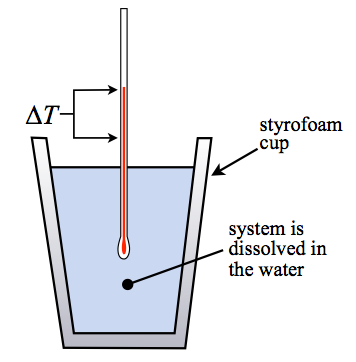 ΔT
styrofoam
cup
system is
dissolved in
the water